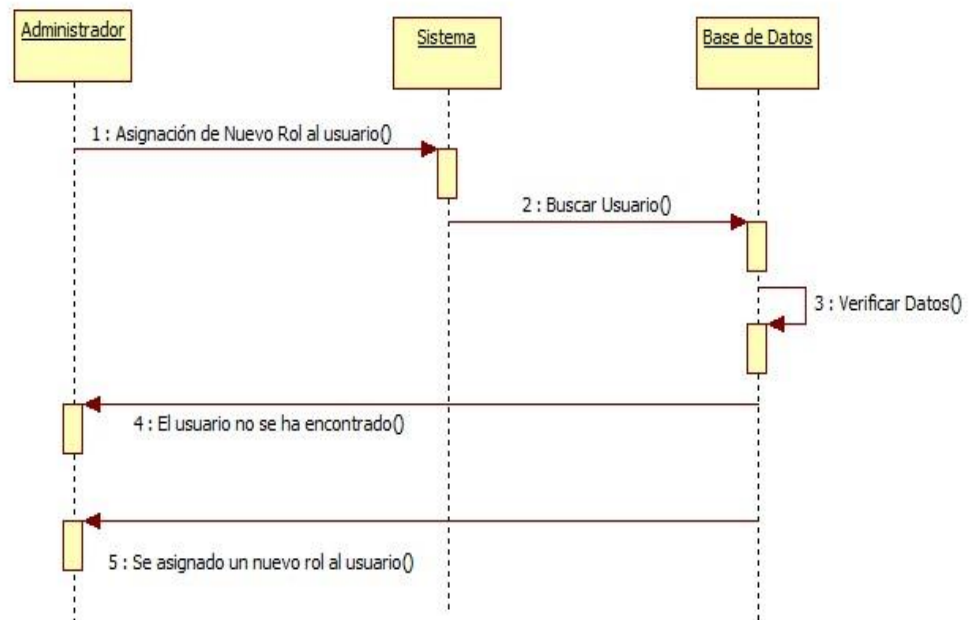 Administrador
Sistema
Base de Datos
1 : Asignación de Nuevo Rol al usuario()
2 : Buscar Usuario()
3 : Verificar Datos()
4 : El usuario no se ha encontrado()
5 : Se asignado un nuevo rol al usuario()